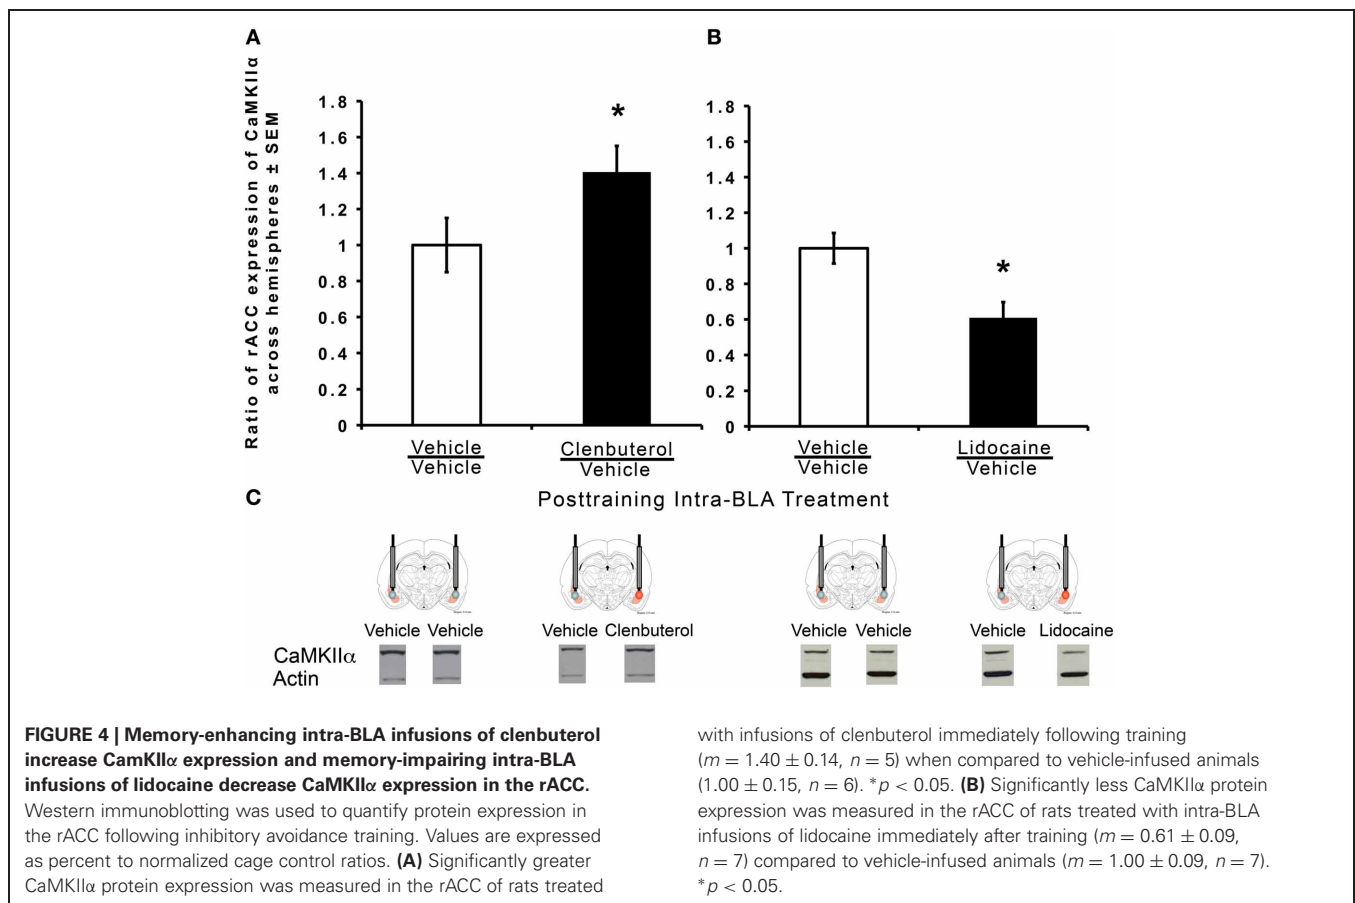 A
B
Ratio of rACC expression of CaMKIIα
across hemispheres ± SEM
1.8
1.6
1.4
1.2
1
0.8
0.6
0.4
0.2
0
*
Vehicle
Vehicle
Clenbuterol
Vehicle
1.8
1.6
1.4
1.2
1
0.8
0.6
0.4
0.2
0
*
Vehicle
Vehicle
Lidocaine
Vehicle
C
Posttraining Intra-BLA Treatment
Vehicle Vehicle
Vehicle Clenbuterol
Vehicle Vehicle
Vehicle Lidocaine
CaMKIIα
Actin
FIGURE 4 | Memory-enhancing intra-BLA infusions of clenbuterol
increase CamKIIα expression and memory-impairing intra-BLA
infusions of lidocaine decrease CaMKIIα expression in the rACC.
Western immunoblotting was used to quantify protein expression in
the rACC following inhibitory avoidance training. Values are expressed
as percent to normalized cage control ratios. (A) Significantly greater
CaMKIIα protein expression was measured in the rACC of rats treated
with infusions of clenbuterol immediately following training
(m = 1.40 ± 0.14, n = 5) when compared to vehicle-infused animals
(1.00 ± 0.15, n = 6). *p < 0.05. (B) Significantly less CaMKIIα protein
expression was measured in the rACC of rats treated with intra-BLA
infusions of lidocaine immediately after training (m = 0.61 ± 0.09,
n = 7) compared to vehicle-infused animals (m = 1.00 ± 0.09, n = 7).
*p < 0.05.